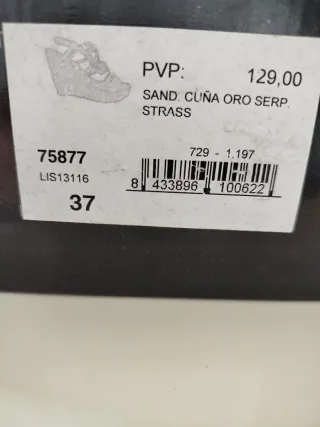 PVP: 129,00
SAND. CUÑA ORO SERP.
STRASS
75877
729 - 1.197
LIS13116
8 433896 100622
37